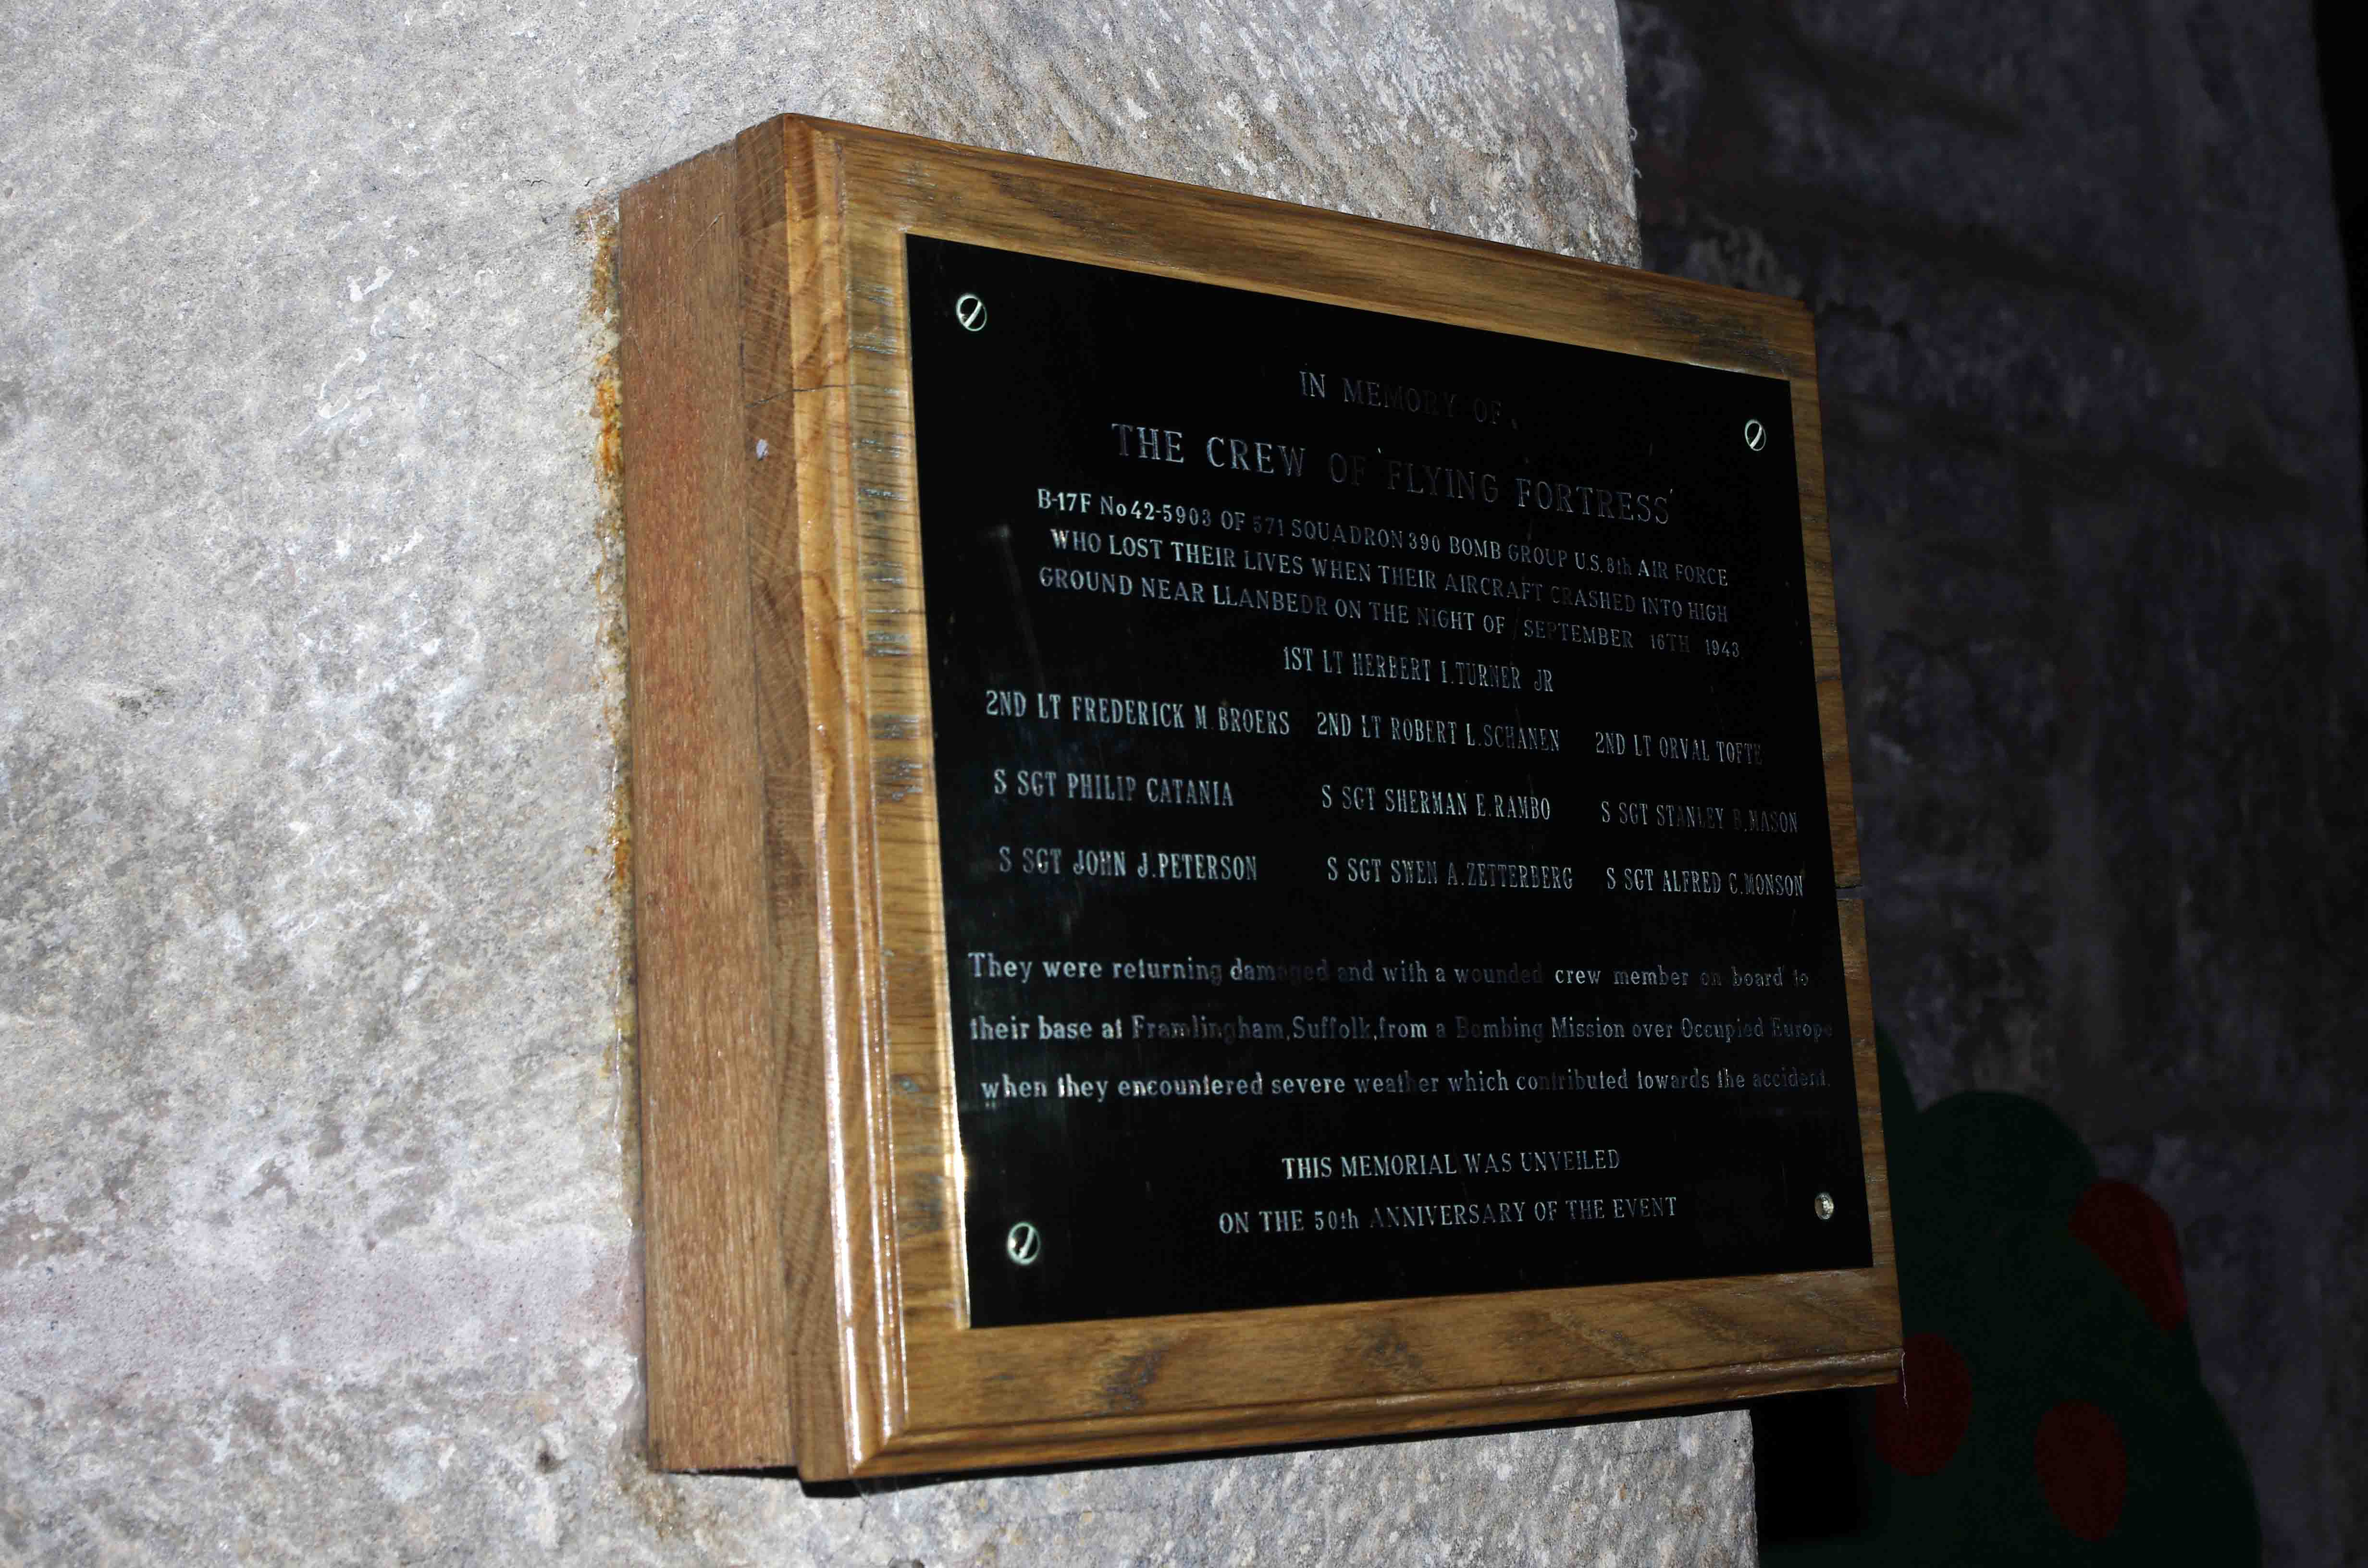 IN MEMORY OF
THE CREW OF 'FLYING FORTRESS'
B-17F No 42-5903 OF 571 SQUADRON 390 BOMB GROUP U.S. 8th AIR FORCE
WHO LOST THEIR LIVES WHEN THEIR AIRCRAFT CRASHED INTO HIGH
GROUND NEAR LLANBEDR ON THE NIGHT OF SEPTEMBER 16TH 1943.
1ST LT HERBERT I. TURNER JR
2ND LT FREDERICK M. BROERS 2ND LT ROBERT L. SCHANEN 2ND LT ORVAL TOFTE
S SGT PHILIP CATANIA S SGT SHERMAN E. RAMBO S SGT STANLEY B. MASON
S SGT JOHN J. PETERSON S SGT SWEN A. ZETTERBERG S SGT ALFRED C. MONSON
They were returning damaged and with a wounded crew member on board to
their base at Framlingham, Suffolk, from a Bombing Mission over Occupied Europe
when they encountered severe weather which contributed towards the accident.
THIS MEMORIAL WAS UNVEILED
ON THE 50th ANNIVERSARY OF THE EVENT